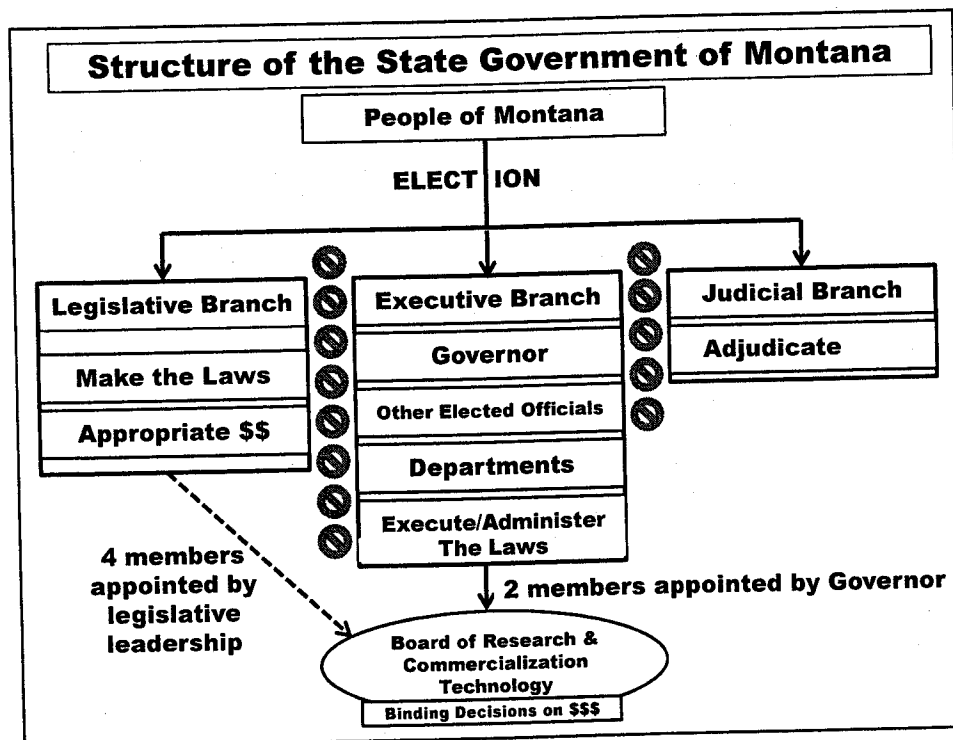 Structure of the State Government of Montana
People of Montana
ELECTION
Legislative Branch
Make the Laws
Appropriate $$
Executive Branch
Governor
Other Elected Officials
Departments
Execute/Administer
The Laws
Judicial Branch
Adjudicate
4 members
appointed by
legislative
leadership
2 members appointed by Governor
Board of Research &
Commercialization
Technology
Binding Decisions on $$$